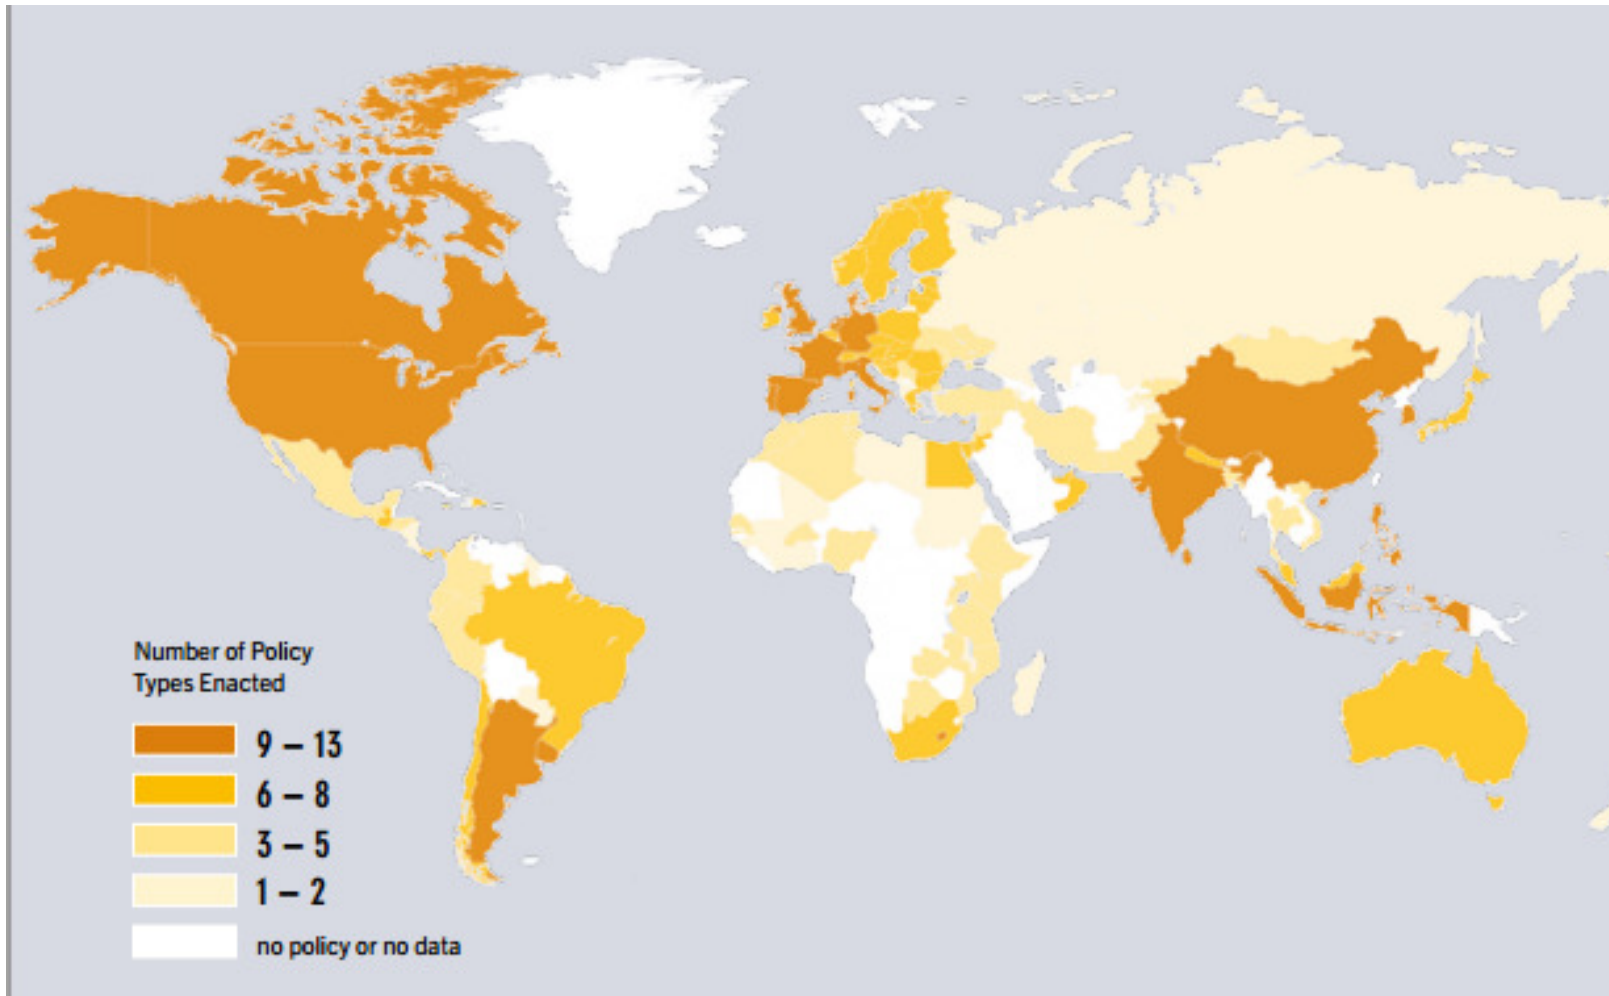 Number of Policy
Types Enacted
9 – 13
6 – 8
3 – 5
1 – 2
no policy or no data